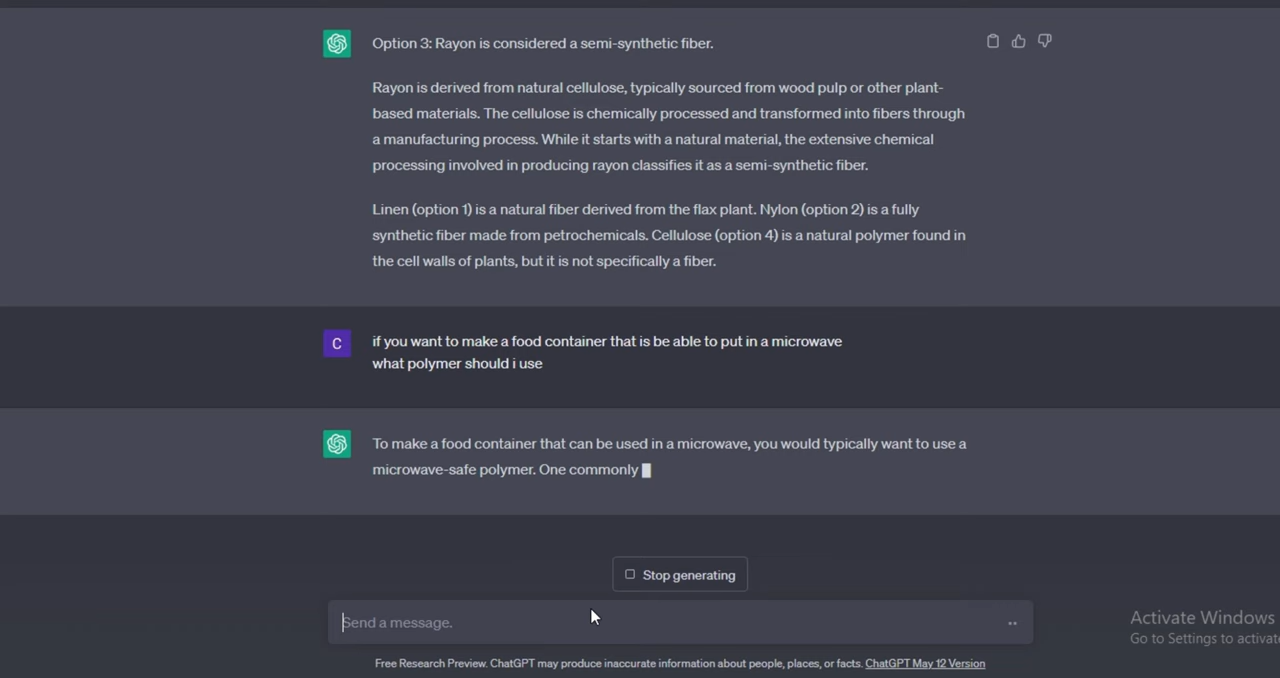 Option 3: Rayon is considered a semi-synthetic fiber.
Rayon is derived from natural cellulose, typically sourced from wood pulp or other plant-
based materials. The cellulose is chemically processed and transformed into fibers through
a manufacturing process. While it starts with a natural material, the extensive chemical
processing involved in producing rayon classifies it as a semi-synthetic fiber.
Linen (option 1) is a natural fiber derived from the flax plant. Nylon (option 2) is a fully
synthetic fiber made from petrochemicals. Cellulose (option 4) is a natural polymer found in
the cell walls of plants, but it is not specifically a fiber.
C
if you want to make a food container that is be able to put in a microwave
what polymer should i use
To make a food container that can be used in a microwave, you would typically want to use a
microwave-safe polymer. One commonly
Stop generating
Send a message.
Activate Windows
Go to Settings to activate
Free Research Preview. ChatGPT may produce inaccurate information about people, places, or facts. ChatGPT May 12 Version